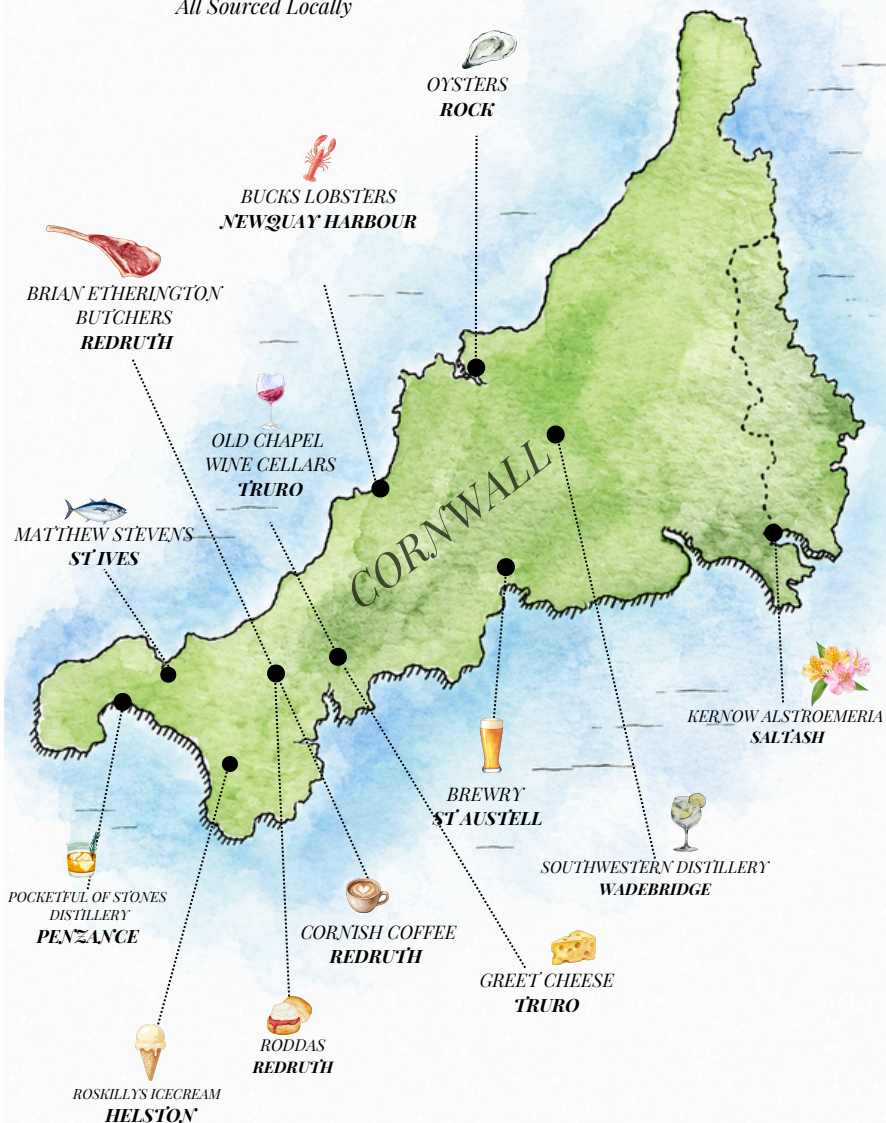 All Sourced Locally
OYSTERS
ROCK
BUCKS LOBSTERS
NEWQUAY HARBOUR
BRIAN ETHERINGTON
BUTCHERS
REDRUTH
OLD CHAPEL
WINE CELLARS
TRURO
MATTHEW STEVENS
ST IVES
CORNWALL
KERNOW ALSTROEMERIA
SALTASH
BREWRY
ST AUSTELL
SOUTHWESTERN DISTILLERY
WADEBRIDGE
POCKETFUL OF STONES
DISTILLERY
PENZANCE
CORNISH COFFEE
REDRUTH
GREET CHEESE
TRURO
RODDAS
REDRUTH
ROSKILLYS ICECREAM
HELSTON